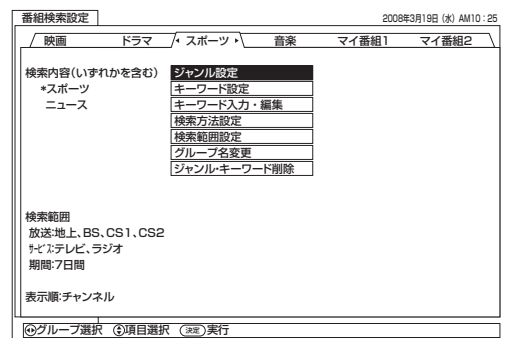 番組検索設定
2008年3月19日（水）AM10：25
映画 ドラマ スポーツ 音楽 マイ番組1 マイ番組2
検索内容(いずれかを含む)
*スポーツ
ニュース
ジャンル設定
キーワード設定
キーワード入力・編集
検索方法設定
検索範囲設定
グループ名変更
ジャンル・キーワード削除
検索範囲
放送:地上、BS、CS1、CS2
ｻｰﾋﾞｽ:テレビ、ラジオ
期間:7日間
表示順:チャンネル
グループ選択 項目選択 決定 実行